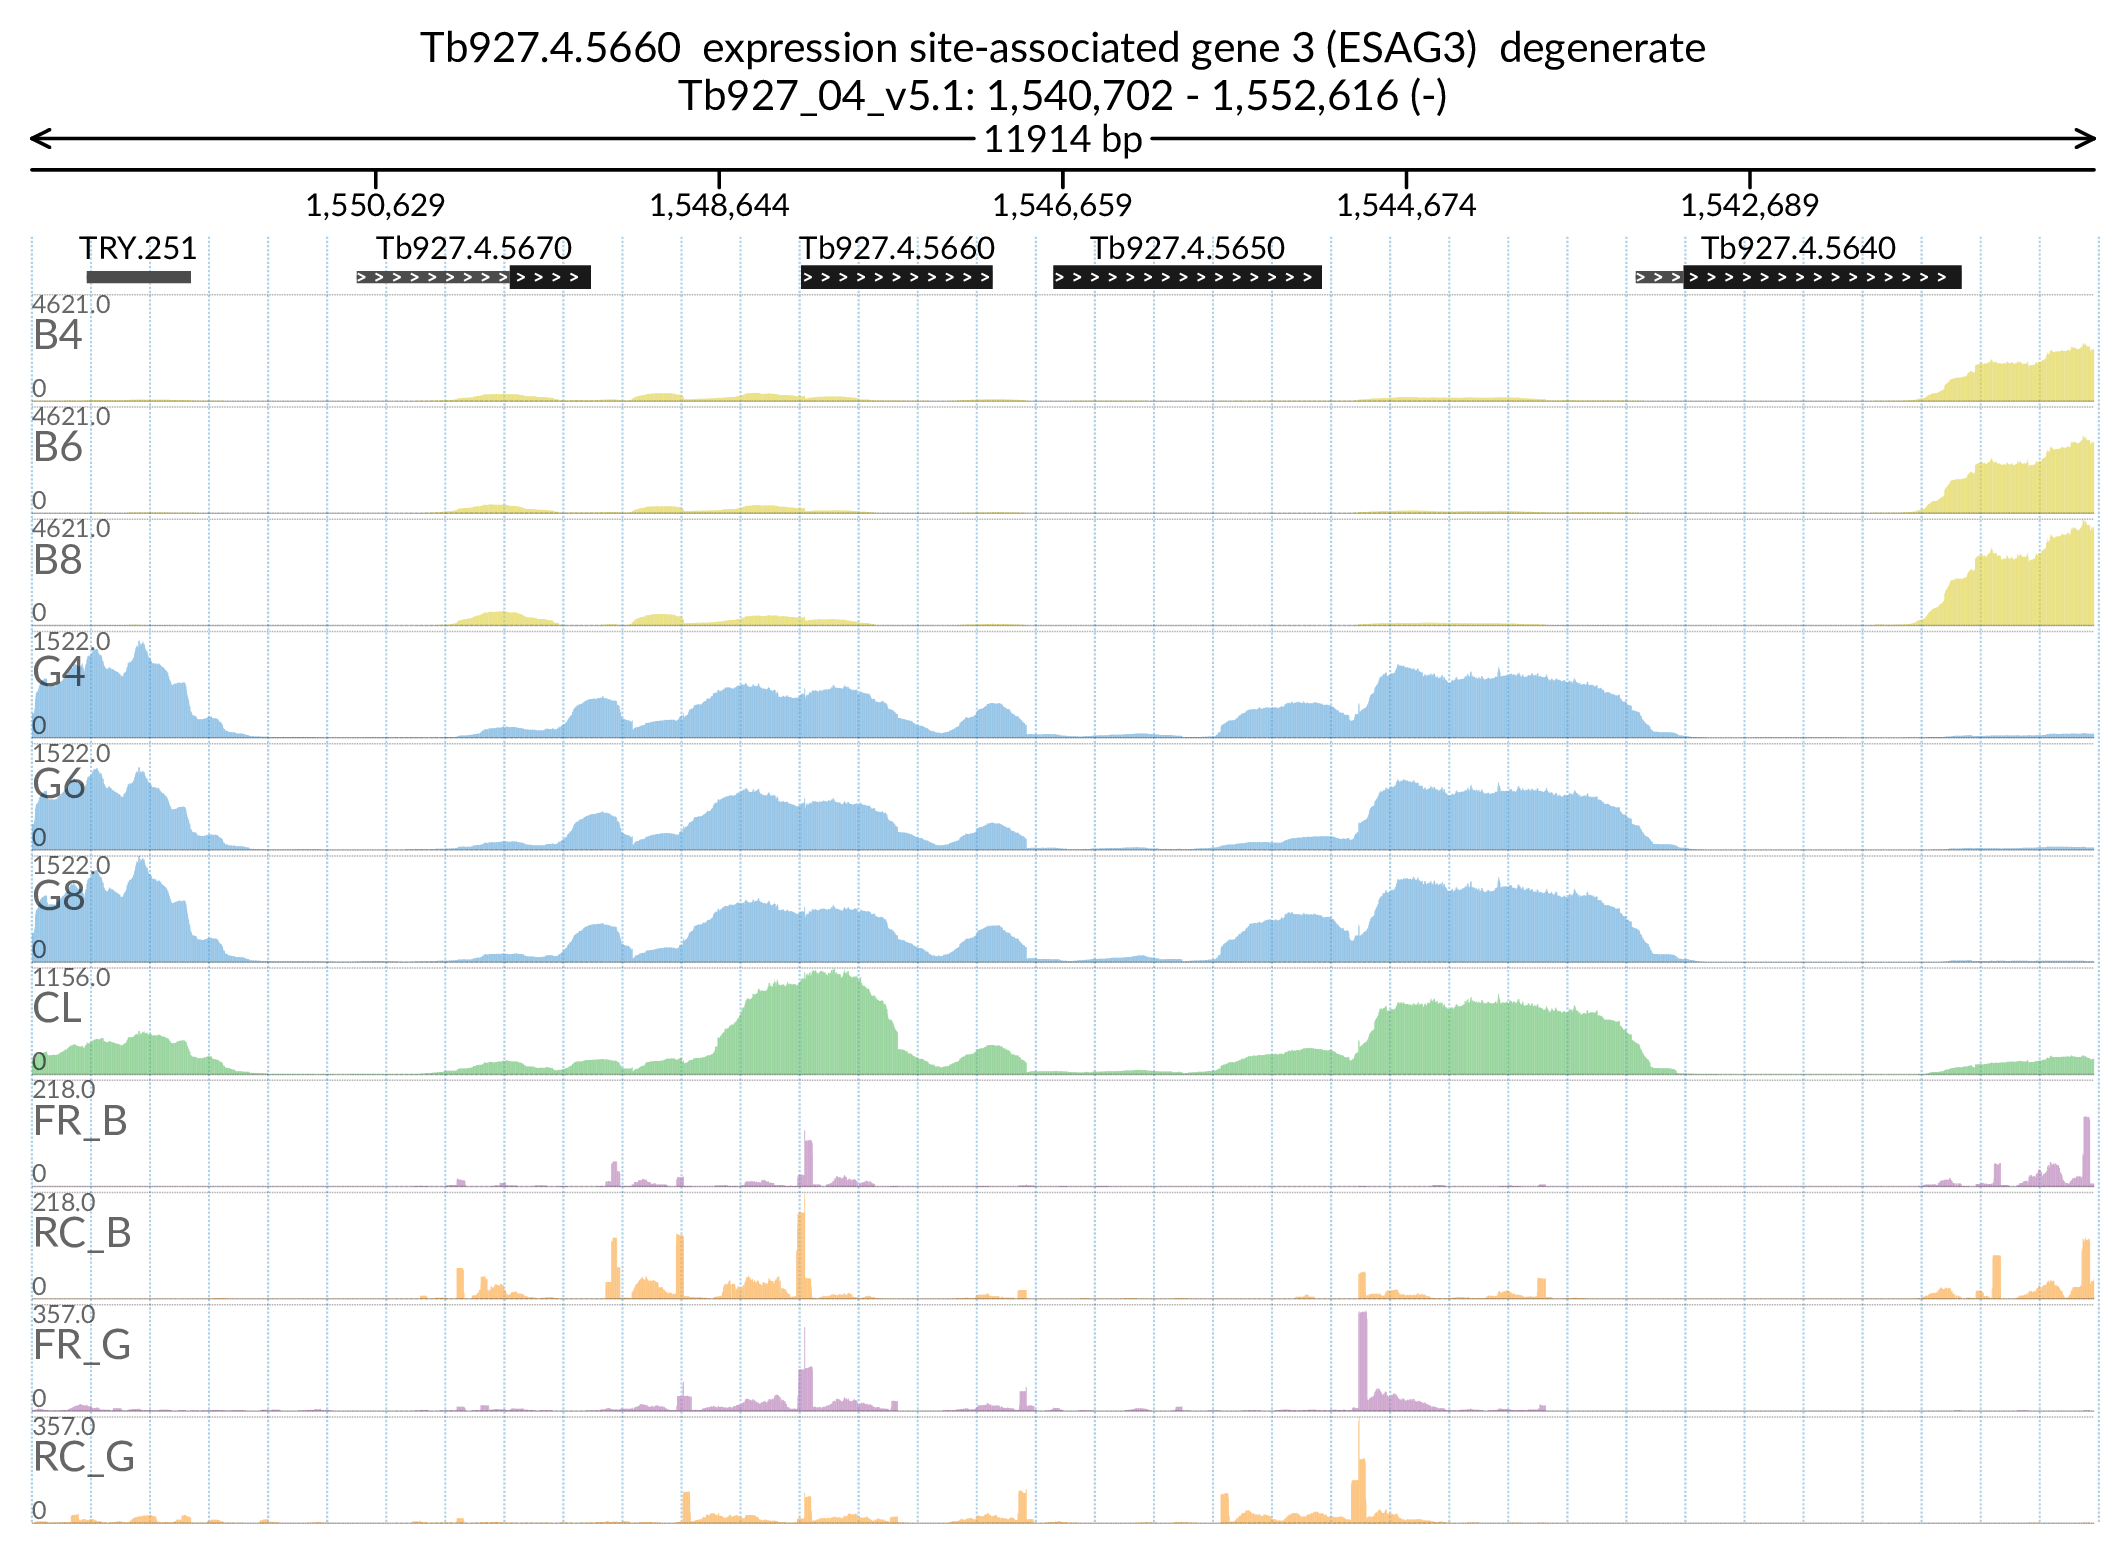 Tb927.4.5660  expression site-associated gene 3 (ESAG3)  degenerate
Tb927_04_v5.1: 1,540,702 - 1,552,616 (-)
11914 bp
1,550,629 1,548,644 1,546,659 1,544,674 1,542,689
TRY.251 Tb927.4.5670 Tb927.4.5660 Tb927.4.5650 Tb927.4.5640
4621.0
B4
0
4621.0
B6
0
4621.0
B8
0
1522.0
G4
0
1522.0
G6
0
1522.0
G8
0
1156.0
CL
0
218.0
FR_B
0
218.0
RC_B
0
357.0
FR_G
0
357.0
RC_G
0